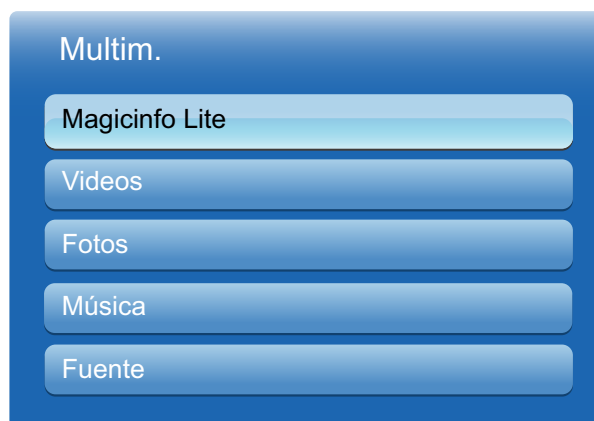 Multim.
Magicinfo Lite
Videos
Fotos
Música
Fuente